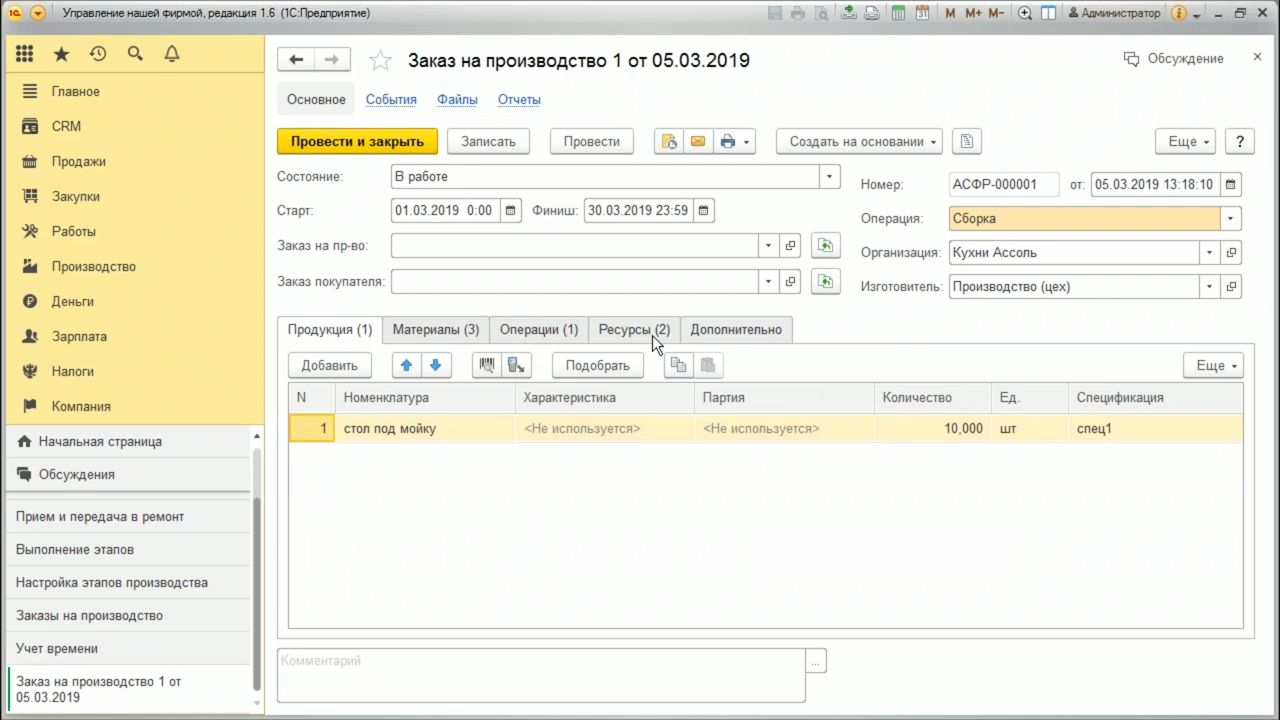 Управление нашей фирмой, редакция 1.6 (1С:Предприятие)
M M+ M- Администратор
Главное
CRM
Продажи
Закупки
Работы
Производство
Деньги
Зарплата
Налоги
Компания
Начальная страница
Обсуждения
Прием и передача в ремонт
Выполнение этапов
Настройка этапов производства
Заказы на производство
Учет времени
Заказ на производство 1 от
05.03.2019
Заказ на производство 1 от 05.03.2019
Обсуждение
Основное События Файлы Отчеты
Провести и закрыть Записать Провести Создать на основании Еще ?
Состояние: В работе
Номер: АСФР-000001 от: 05.03.2019 13:18:10
Старт: 01.03.2019 0:00 Финиш: 30.03.2019 23:59
Операция: Сборка
Заказ на пр-во:
Организация: Кухни Ассоль
Заказ покупателя:
Изготовитель: Производство (цех)
Продукция (1) Материалы (3) Операции (1) Ресурсы (2) Дополнительно
Добавить Подобрать Еще
N Номенклатура Характеристика Партия Количество Ед. Спецификация
1 стол под мойку <Не используется> <Не используется> 10,000 шт спец1
Комментарий
...